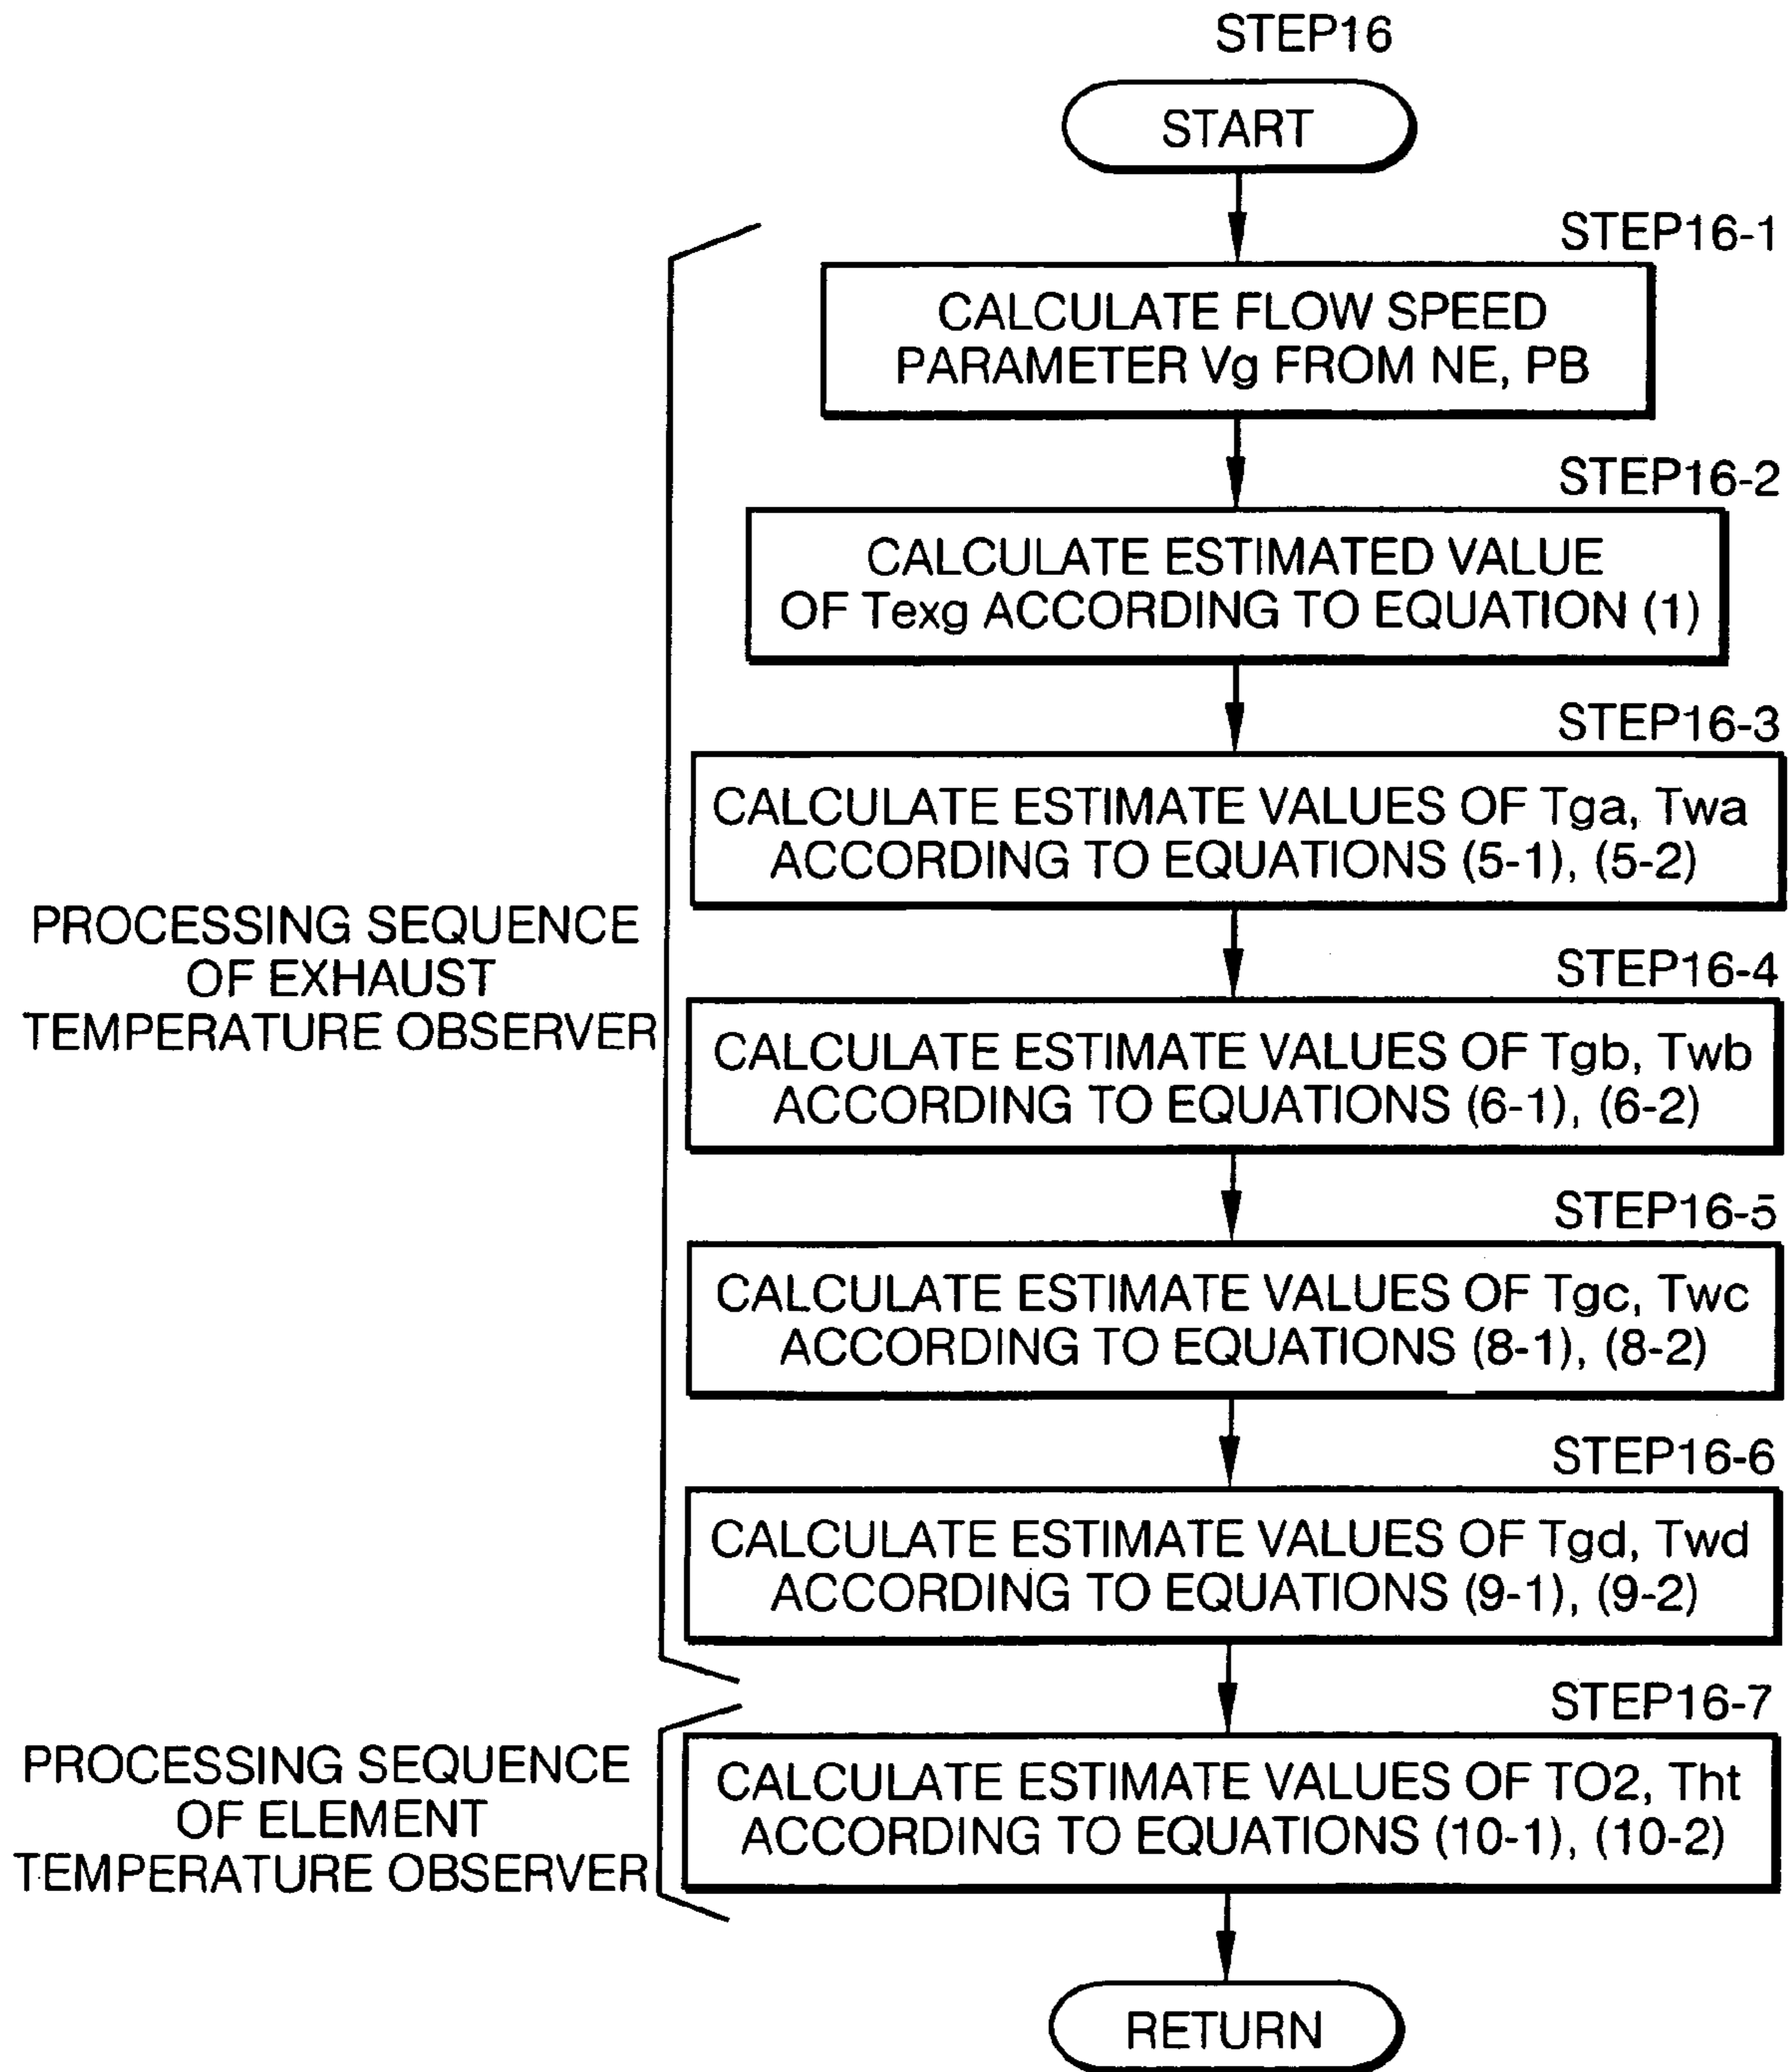 STEP16
START
STEP16-1
CALCULATE FLOW SPEED
PARAMETER Vg FROM NE, PB
STEP16-2
CALCULATE ESTIMATED VALUE
OF Texg ACCORDING TO EQUATION (1)
STEP16-3
CALCULATE ESTIMATE VALUES OF Tga, Twa
ACCORDING TO EQUATIONS (5-1), (5-2)
PROCESSING SEQUENCE
OF EXHAUST
TEMPERATURE OBSERVER
STEP16-4
CALCULATE ESTIMATE VALUES OF Tgb, Twb
ACCORDING TO EQUATIONS (6-1), (6-2)
STEP16-5
CALCULATE ESTIMATE VALUES OF Tgc, Twc
ACCORDING TO EQUATIONS (8-1), (8-2)
STEP16-6
CALCULATE ESTIMATE VALUES OF Tgd, Twd
ACCORDING TO EQUATIONS (9-1), (9-2)
STEP16-7
PROCESSING SEQUENCE
OF ELEMENT
TEMPERATURE OBSERVER
CALCULATE ESTIMATE VALUES OF TO2, Tht
ACCORDING TO EQUATIONS (10-1), (10-2)
RETURN